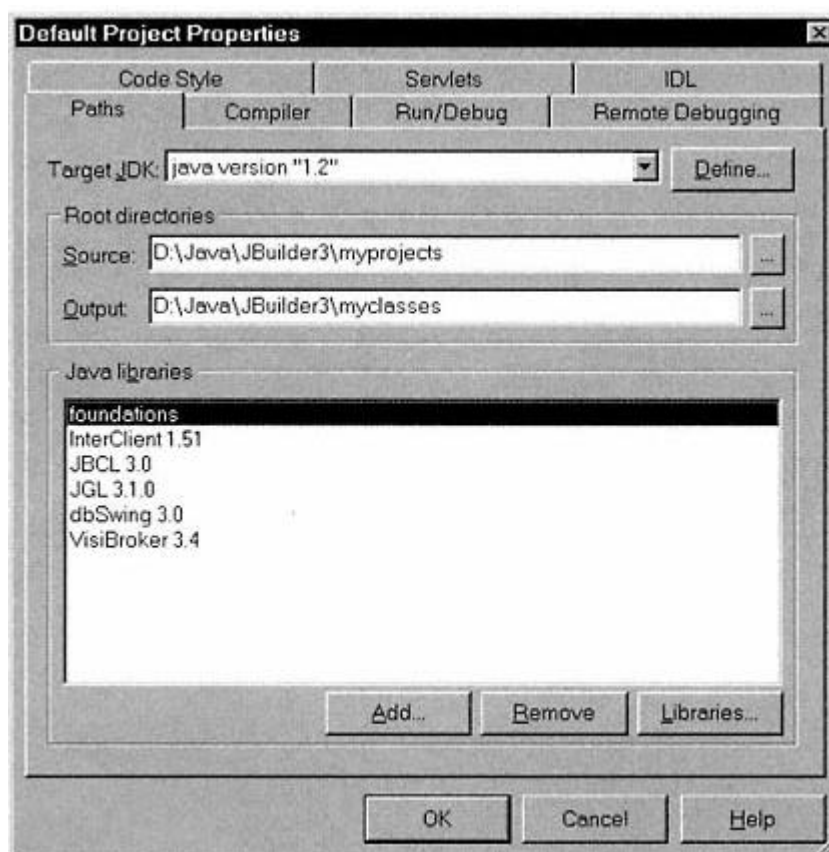 Default Project Properties
Code Style Servlets IDL
Paths Compiler Run/Debug Remote Debugging
Target JDK: java version "1.2" Define...
Root directories
Source: D:\Java\JBuilder3\myprojects ...
Output: D:\Java\JBuilder3\myclasses ...
Java libraries
foundations
InterClient 1.51
JBCL 3.0
JGL 3.1.0
dbSwing 3.0
VisiBroker 3.4
Add... Remove Libraries...
OK Cancel Help